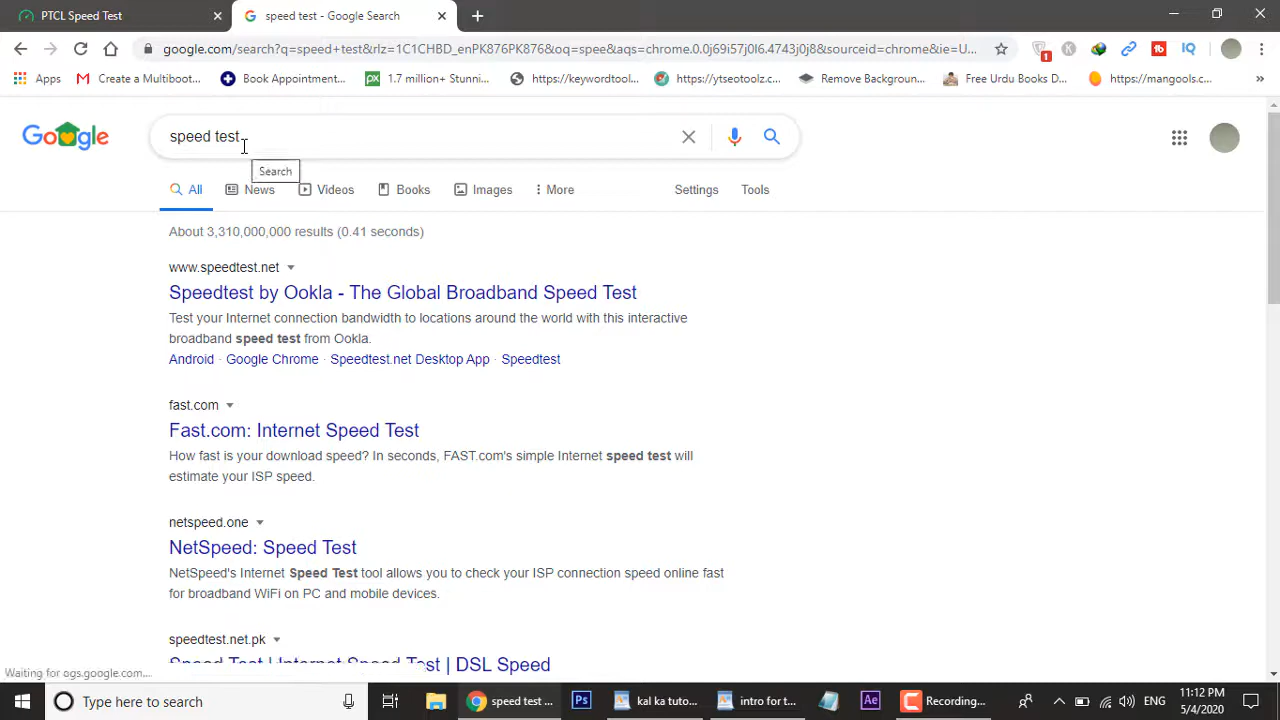 PTCL Speed Test
speed test - Google Search
google.com/search?q=speed+test&rlz=1C1CHBD_enPK876PK876&oq=spee&aqs=chrome.0.0j69i57j0l6.4743j0j8&sourceid=chrome&ie=U...
Apps
Create a Multiboot...
Book Appointment...
1.7 million+ Stunni...
https://keywordtool...
https://ytseotoolz.c...
Remove Backgroun...
Free Urdu Books D...
https://mangools.c...
Google
speed test
Search
All
News
Videos
Books
Images
More
Settings
Tools
About 3,310,000,000 results (0.41 seconds)
www.speedtest.net
Speedtest by Ookla - The Global Broadband Speed Test
Test your Internet connection bandwidth to locations around the world with this interactive
broadband speed test from Ookla.
Android · Google Chrome · Speedtest.net Desktop App · Speedtest
fast.com
Fast.com: Internet Speed Test
How fast is your download speed? In seconds, FAST.com's simple Internet speed test will
estimate your ISP speed.
netspeed.one
NetSpeed: Speed Test
NetSpeed's Internet Speed Test tool allows you to check your ISP connection speed online fast
for broadband WiFi on PC and mobile devices.
speedtest.net.pk
Speed Test | Internet Speed Test | DSL Speed
Waiting for ogs.google.com...
Type here to search
speed test ...
Ps
kal ka tuto...
intro for t...
Ae
Recording...
ENG
11:12 PM
5/4/2020